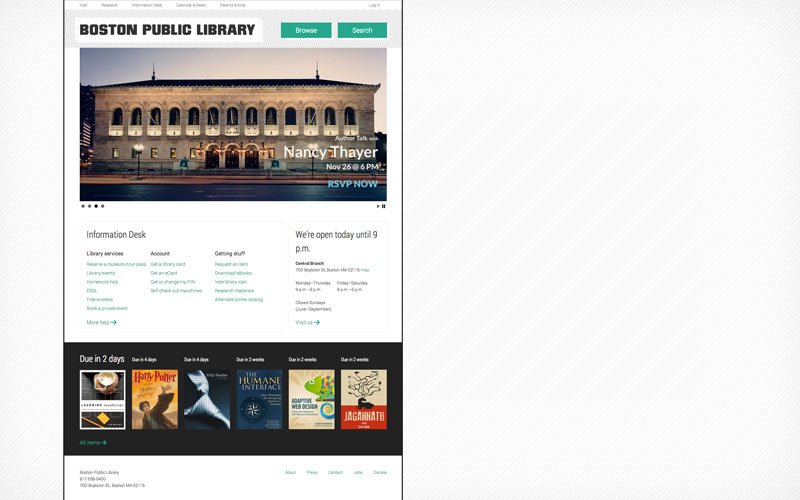 Visit Research Information Desk Calendar & News Parents & Kids Log in
BOSTON PUBLIC LIBRARY
Browse Search
Author Talk with
Nancy Thayer
Nov 26 @ 6 PM
RSVP NOW
Information Desk
Library services
Reserve a museum/tour pass
Library events
Homework help
ESOL
Free wireless
Book a private event
Account
Get a library card
Get an eCard
Get or change my PIN
Self-check out machines
Getting stuff
Request an item
Download eBooks
Interlibrary loan
Research materials
Alternate online catalog
More help
We're open today until 9
p.m.
Central Branch
700 Boylston St, Boston MA 02116 map
Monday–Thursday
9 a.m.–9 p.m.
Friday–Saturday
9 a.m.–5 p.m.
Closed Sundays
(June–September)
Visit us
Due in 2 days
Due in 4 days
Due in 4 days
Due in 2 weeks
Due in 2 weeks
Due in 2 weeks
LEARNING JavaScript
Harry Potter
Fifty Shades
THE
HUMANE
INTERFACE
ADAPTIVE
WEB DESIGN
JAGANNATH
All items
Boston Public Library
617-536-5400
700 Boylston St, Boston MA 02116
About Press Contact Jobs Donate